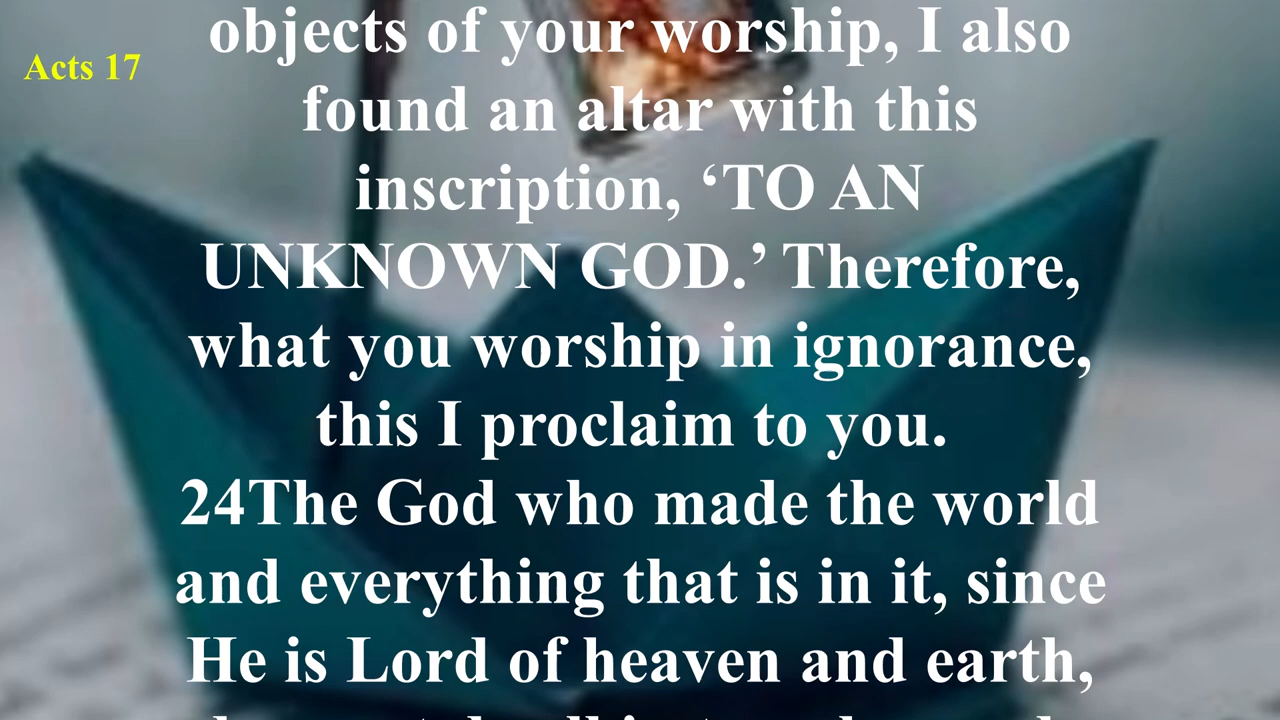 Acts 17
objects of your worship, I also
found an altar with this
inscription, ‘TO AN
UNKNOWN GOD.’ Therefore,
what you worship in ignorance,
this I proclaim to you.
24The God who made the world
and everything that is in it, since
He is Lord of heaven and earth,